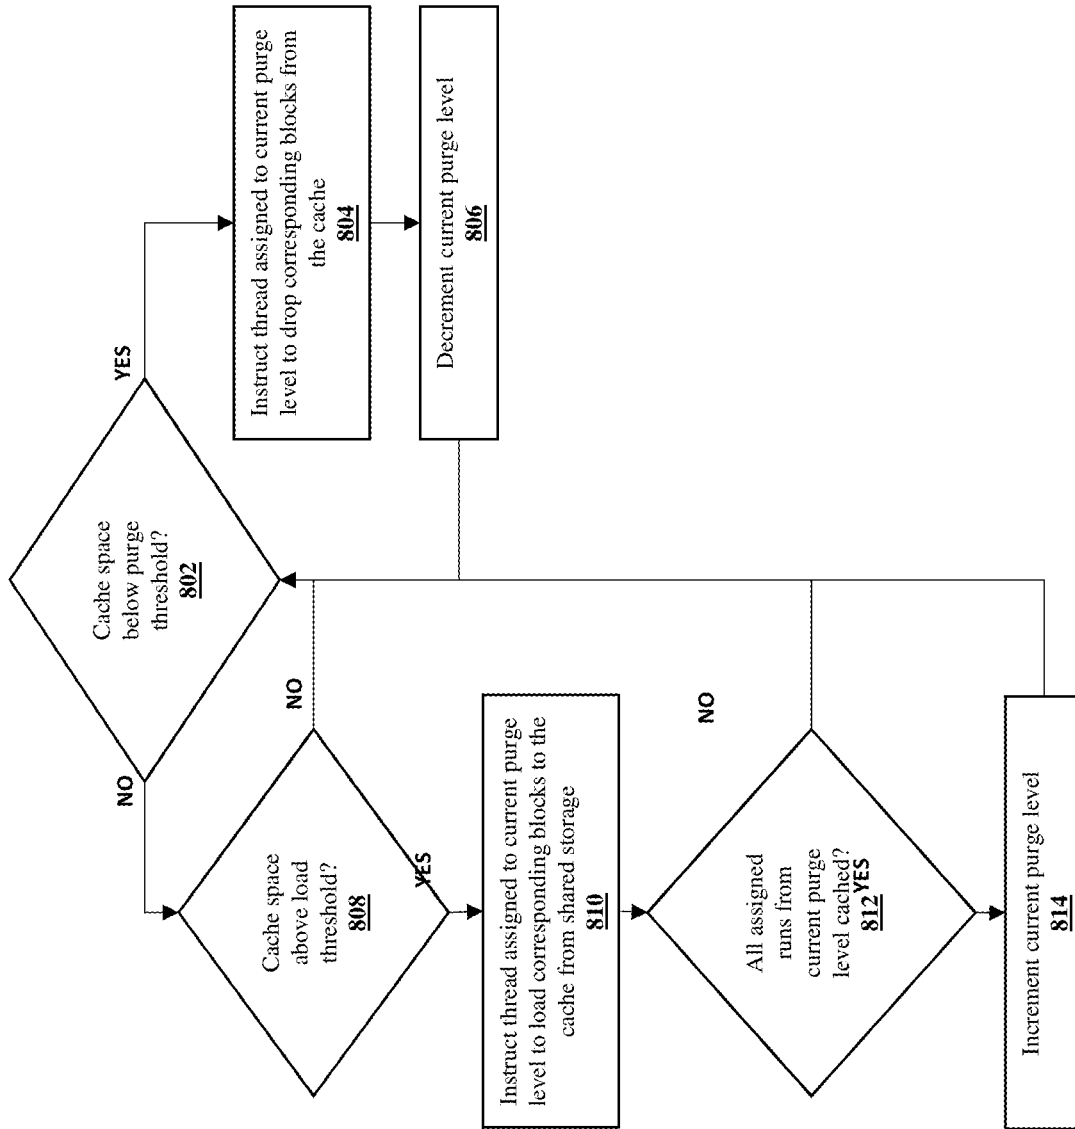 Cache space
below purge
threshold?
802
YES
NO
Instruct thread assigned to current purge
level to drop corresponding blocks from
the cache
804
Decrement current purge level
806
Cache space
above load
threshold?
808
NO
YES
Instruct thread assigned to current purge
level to load corresponding blocks to the
cache from shared storage
810
All assigned
runs from
current purge
level cached?
812
YES
NO
Increment current purge level
814